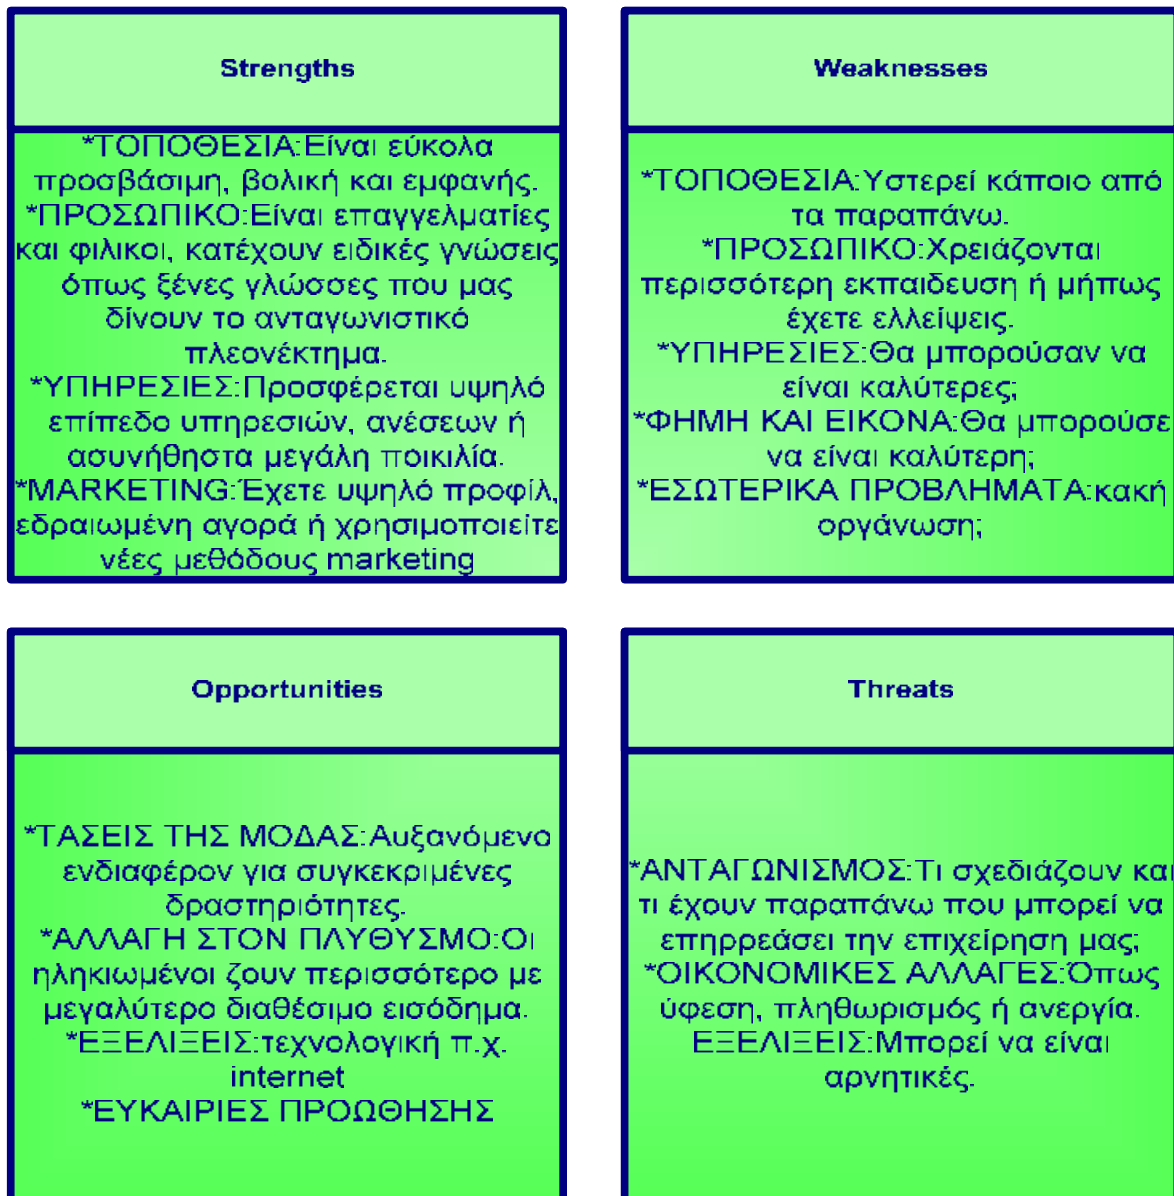 Strengths
*ΤΟΠΟΘΕΣΙΑ:Είναι εύκολα
προσβάσιμη, βολική και εμφανής.
*ΠΡΟΣΩΠΙΚΟ:Είναι επαγγελματίες
και φιλικοι, κατέχουν ειδικές γνώσεις
όπως ξένες γλώσσες που μας
δίνουν το ανταγωνιστικό
πλεονέκτημα.
*ΥΠΗΡΕΣΙΕΣ:Προσφέρεται υψηλό
επίπεδο υπηρεσιών, ανέσεων ή
ασυνήθηστα μεγάλη ποικιλία.
*MARKETING:Έχετε υψηλό προφίλ,
εδραιωμένη αγορά ή χρησιμοποιείτε
νέες μεθόδους marketing
Weaknesses
*ΤΟΠΟΘΕΣΙΑ:Υστερεί κάποιο από
τα παραπάνω.
*ΠΡΟΣΩΠΙΚΟ:Χρειάζονται
περισσότερη εκπαιδευση ή μήπως
έχετε ελλείψεις.
*ΥΠΗΡΕΣΙΕΣ:Θα μπορούσαν να
είναι καλύτερες;
*ΦΗΜΗ ΚΑΙ ΕΙΚΟΝΑ:Θα μπορούσε
να είναι καλύτερη;
*ΕΣΩΤΕΡΙΚΑ ΠΡΟΒΛΗΜΑΤΑ:κακή
οργάνωση;
Opportunities
*ΤΑΣΕΙΣ ΤΗΣ ΜΟΔΑΣ:Αυξανόμενο
ενδιαφέρον για συγκεκριμένες
δραστηριότητες.
*ΑΛΛΑΓΗ ΣΤΟΝ ΠΛΥΘΥΣΜΟ:Οι
ηληκιωμένοι ζουν περισσότερο με
μεγαλύτερο διαθέσιμο εισόδημα.
*ΕΞΕΛΙΞΕΙΣ:τεχνολογική π.χ.
internet
*ΕΥΚΑΙΡΙΕΣ ΠΡΟΩΘΗΣΗΣ
Threats
*ΑΝΤΑΓΩΝΙΣΜΟΣ:Τι σχεδιάζουν και
τι έχουν παραπάνω που μπορεί να
επηρρεάσει την επιχείρηση μας;
*ΟΙΚΟΝΟΜΙΚΕΣ ΑΛΛΑΓΕΣ:Όπως
ύφεση, πληθωρισμός ή ανεργία.
ΕΞΕΛΙΞΕΙΣ:Μπορεί να είναι
αρνητικές.